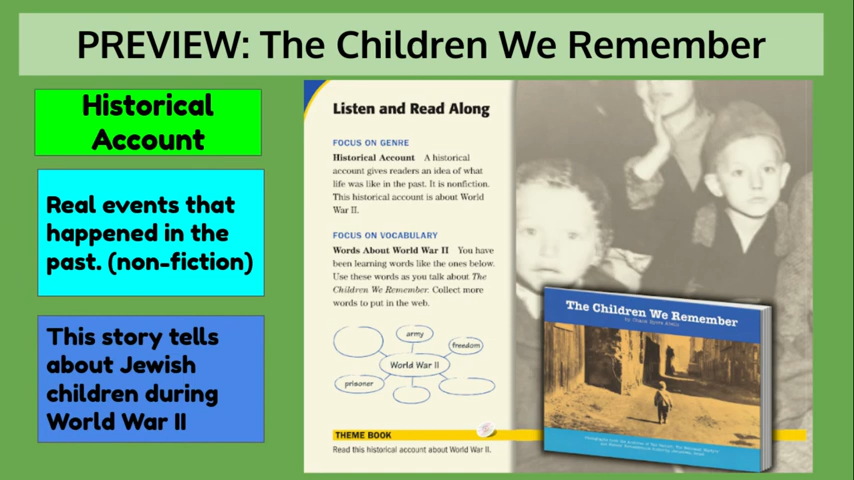 PREVIEW: The Children We Remember
Historical
Account
Real events that
happened in the
past. (non-fiction)
This story tells
about Jewish
children during
World War II
Listen and Read Along
FOCUS ON GENRE
Historical Account A historical
account gives readers an idea of what
life was like in the past. It is nonfiction.
This historical account is about World
War II.
FOCUS ON VOCABULARY
Words About World War II You have
been learning words like the ones below.
Use these words as you talk about The
Children We Remember. Collect more
words to put in the web.
army
freedom
World War II
prisoner
THEME BOOK
Read this historical account about World War II.
The Children We Remember